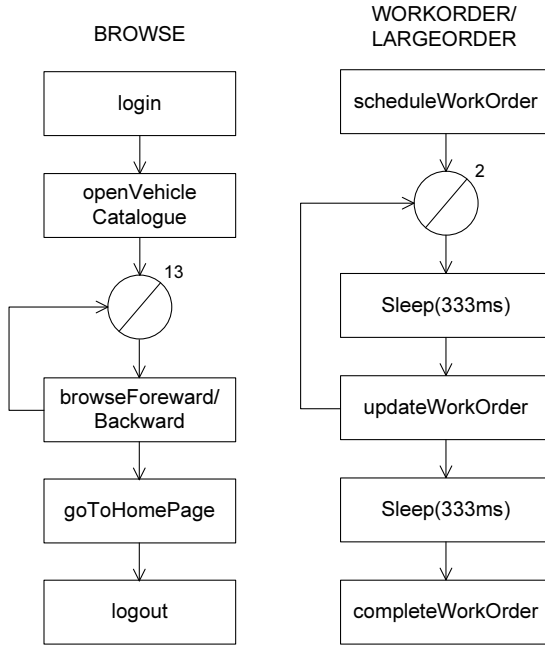 BROWSE
login
openVehicle
Catalogue
13
browseForeward/
Backward
goToHomePage
logout
WORKORDER/
LARGEORDER
scheduleWorkOrder
2
Sleep(333ms)
updateWorkOrder
Sleep(333ms)
completeWorkOrder